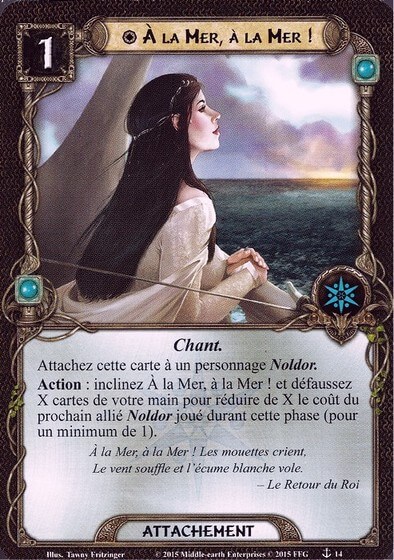 1
À la Mer, à la Mer !
Chant.
Attachez cette carte à un personnage Noldor.
Action : inclinez À la Mer, à la Mer ! et défaussez
X cartes de votre main pour réduire de X le coût du
prochain allié Noldor joué durant cette phase (pour
un minimum de 1).
À la Mer, à la Mer ! Les mouettes crient,
Le vent souffle et l'écume blanche vole.
– Le Retour du Roi
ATTACHEMENT
Illus. Tawny Fritzinger © 2015 Middle-earth Enterprises © 2015 FFG 14